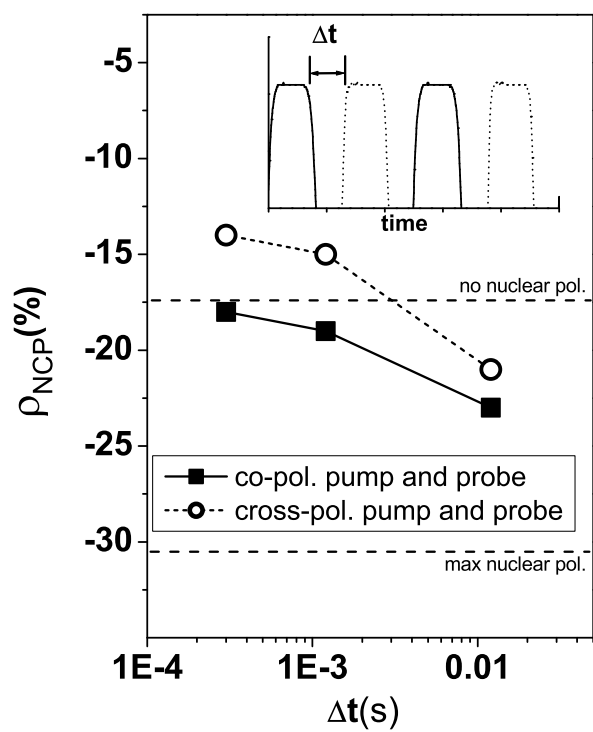 Δt
-5
-10
-15
-20
-25
-30
time
no nuclear pol.
ρNCP(%)
co-pol. pump and probe
cross-pol. pump and probe
max nuclear pol.
1E-4
1E-3
0.01
Δt(s)